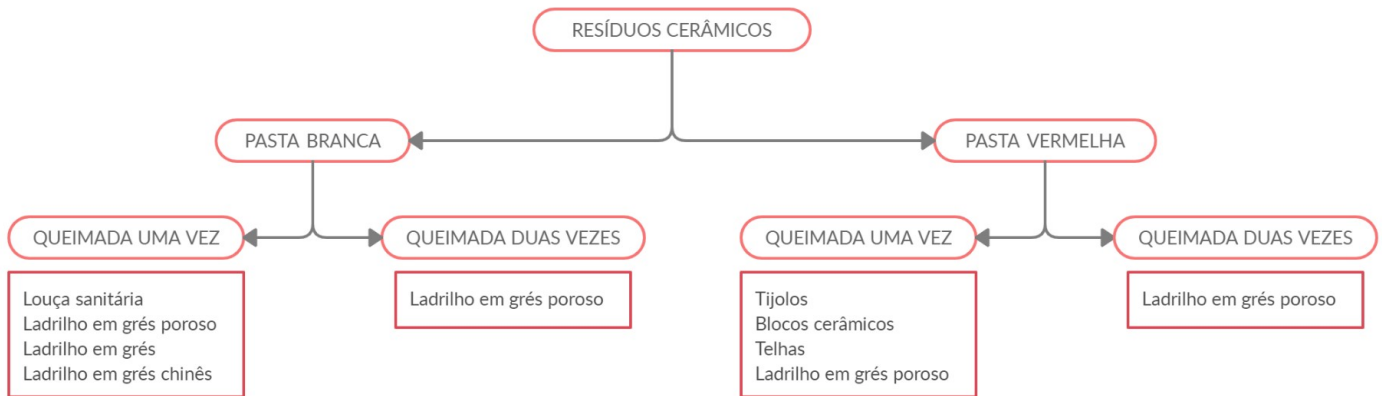 RESÍDUOS CERÂMICOS
PASTA BRANCA
PASTA VERMELHA
QUEIMADA UMA VEZ
QUEIMADA DUAS VEZES
QUEIMADA UMA VEZ
QUEIMADA DUAS VEZES
Louça sanitária
Ladrilho em grés poroso
Ladrilho em grés
Ladrilho em grés chinês
Ladrilho em grés poroso
Tijolos
Blocos cerâmicos
Telhas
Ladrilho em grés poroso
Ladrilho em grés poroso